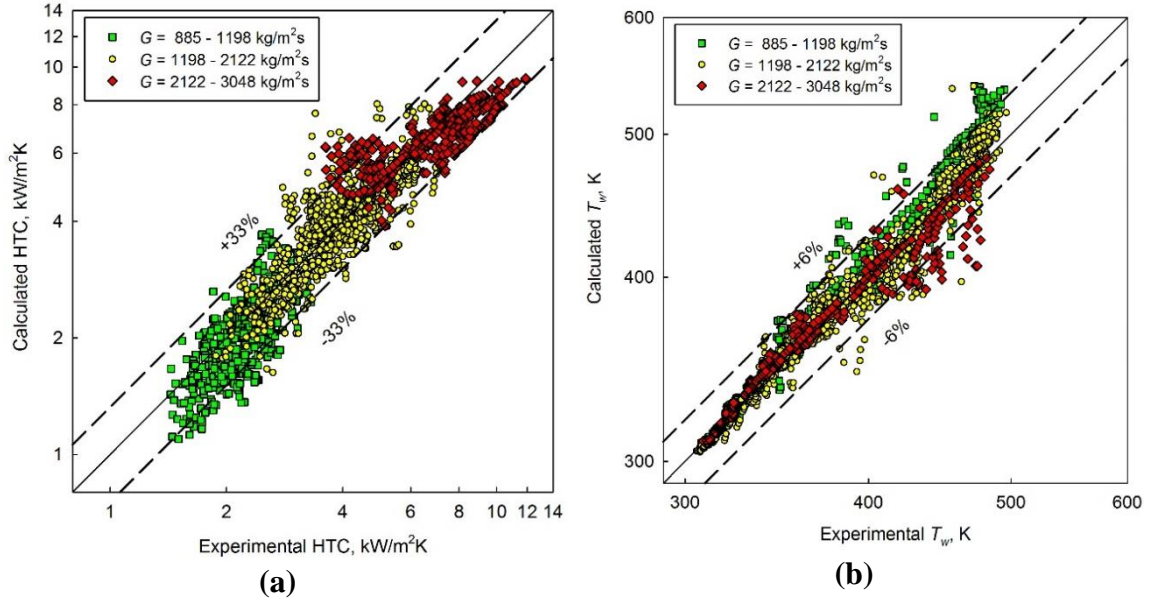 14
12
10
8
6
4
2
1
Calculated HTC, kW/m²K
G = 885 - 1198 kg/m²s
G = 1198 - 2122 kg/m²s
G = 2122 - 3048 kg/m²s
+33%
-33%
1 2 4 6 8 10 12 14
Experimental HTC, kW/m²K
(a)
600
500
400
300
Calculated Tw, K
G = 885 - 1198 kg/m²s
G = 1198 - 2122 kg/m²s
G = 2122 - 3048 kg/m²s
+6%
-6%
300 400 500 600
Experimental Tw, K
(b)